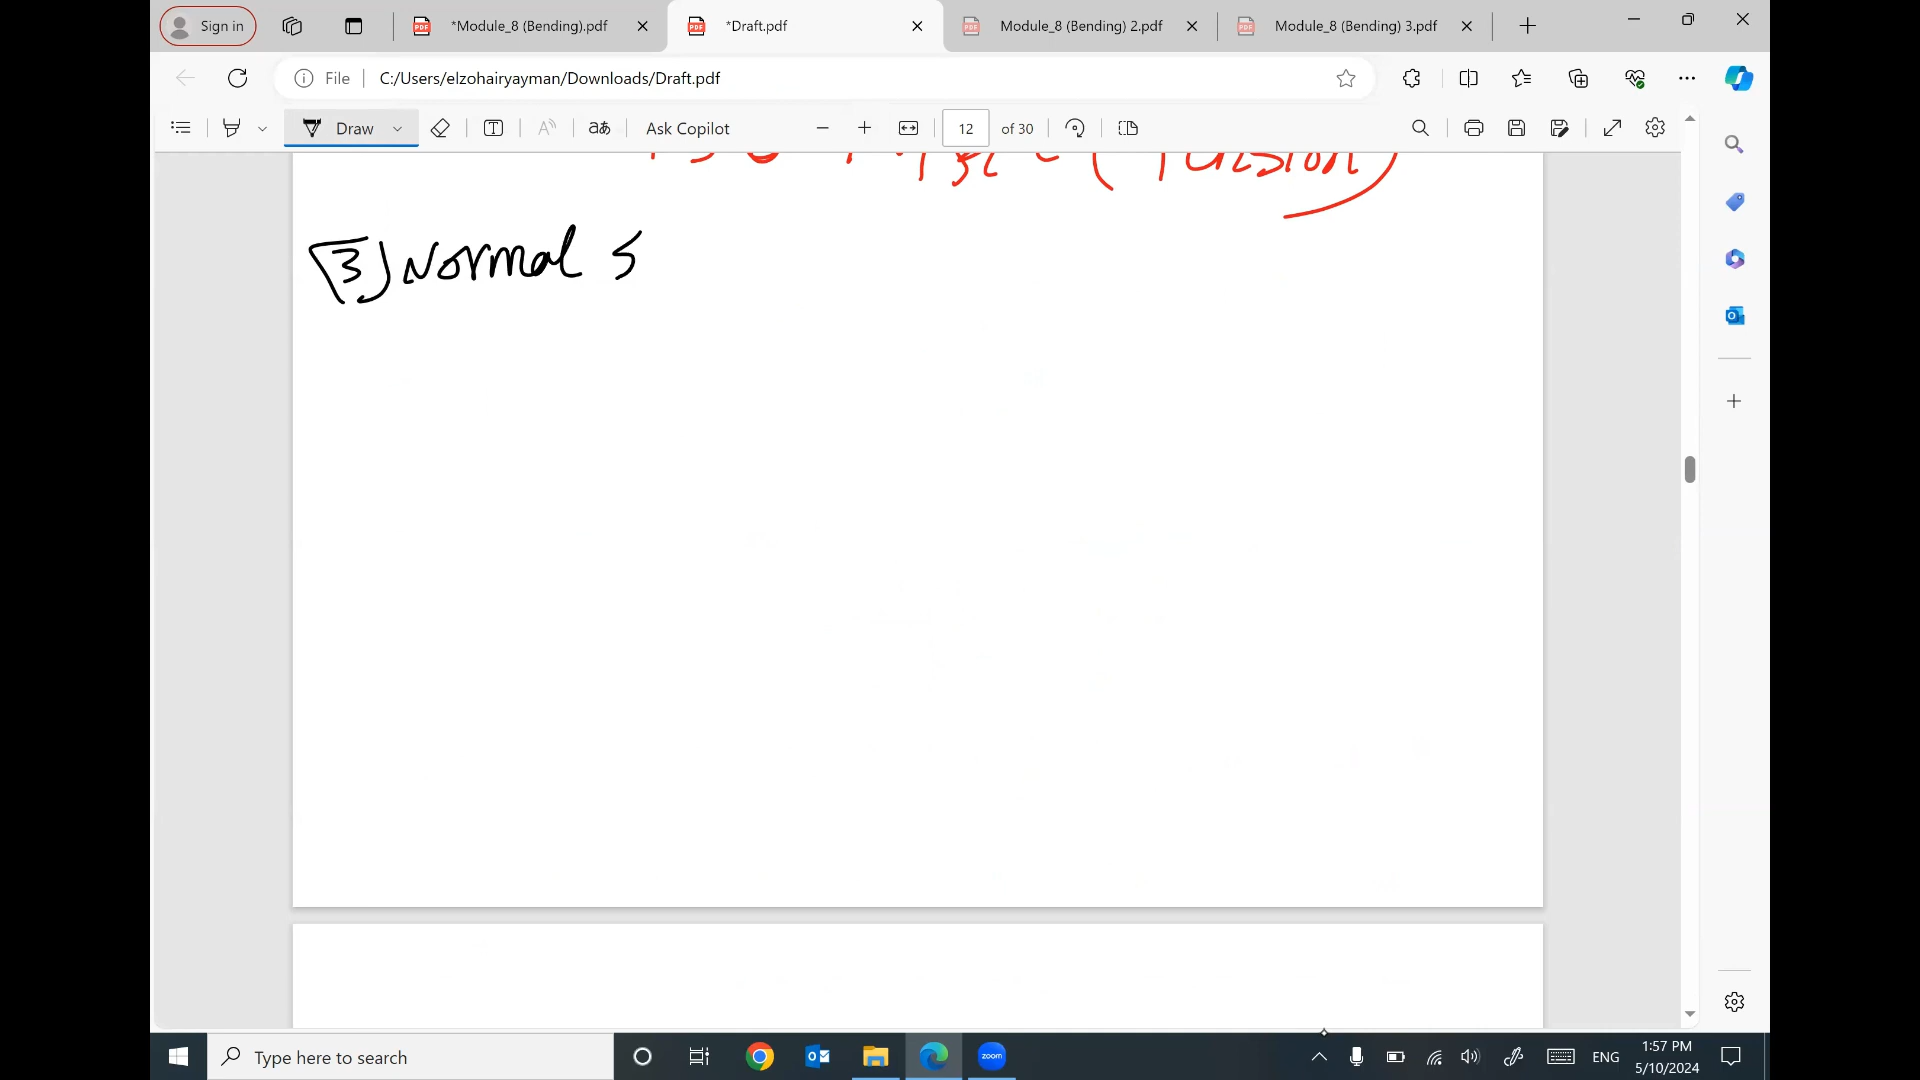 Sign in
*Module_8 (Bending).pdf
*Draft.pdf
Module_8 (Bending) 2.pdf
Module_8 (Bending) 3.pdf
File
C:/Users/elzohairyayman/Downloads/Draft.pdf
Draw
Ask Copilot
12
of 30
(Tension)
3 Normal S
Type here to search
zoom
ENG
1:57 PM
5/10/2024